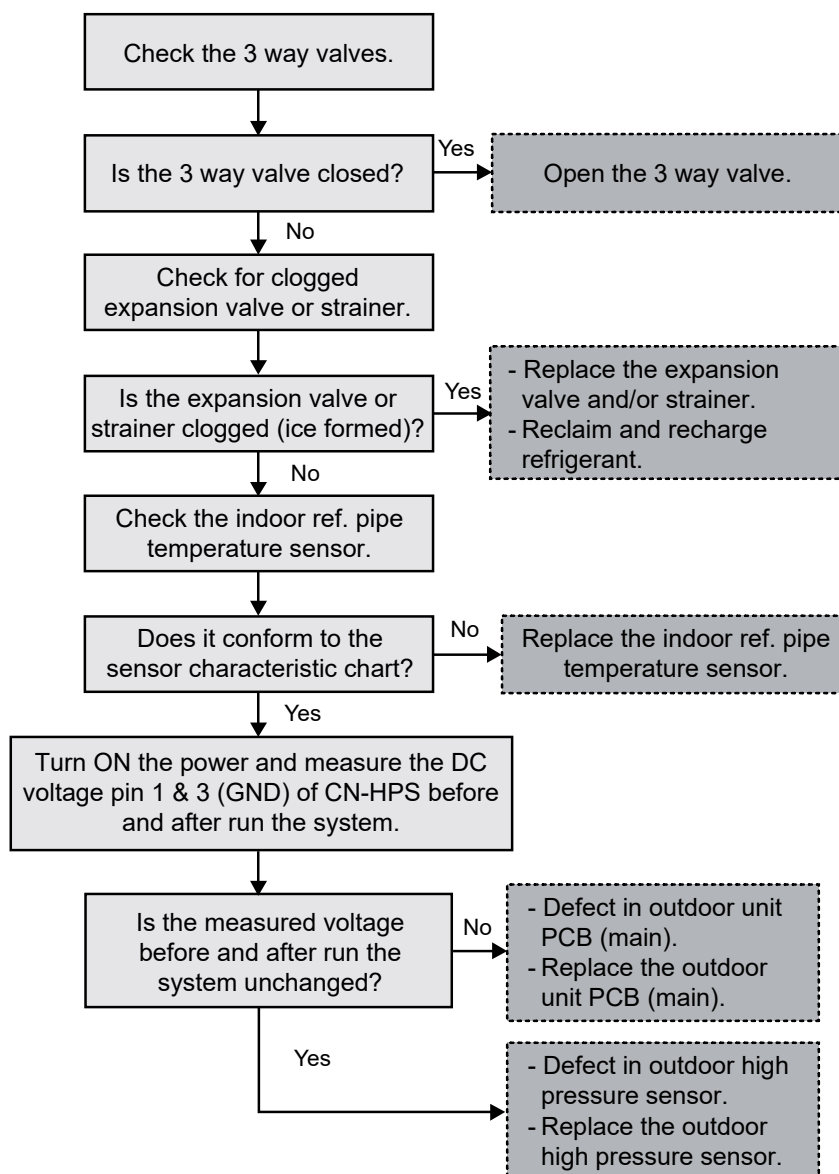 Check the 3 way valves.
Is the 3 way valve closed?
Yes
Open the 3 way valve.
No
Check for clogged
expansion valve or strainer.
Is the expansion valve or
strainer clogged (ice formed)?
Yes
- Replace the expansion
valve and/or strainer.
- Reclaim and recharge
refrigerant.
No
Check the indoor ref. pipe
temperature sensor.
Does it conform to the
sensor characteristic chart?
No
Replace the indoor ref. pipe
temperature sensor.
Yes
Turn ON the power and measure the DC
voltage pin 1 & 3 (GND) of CN-HPS before
and after run the system.
Is the measured voltage
before and after run the
system unchanged?
No
- Defect in outdoor unit
PCB (main).
- Replace the outdoor
unit PCB (main).
Yes
- Defect in outdoor high
pressure sensor.
- Replace the outdoor
high pressure sensor.